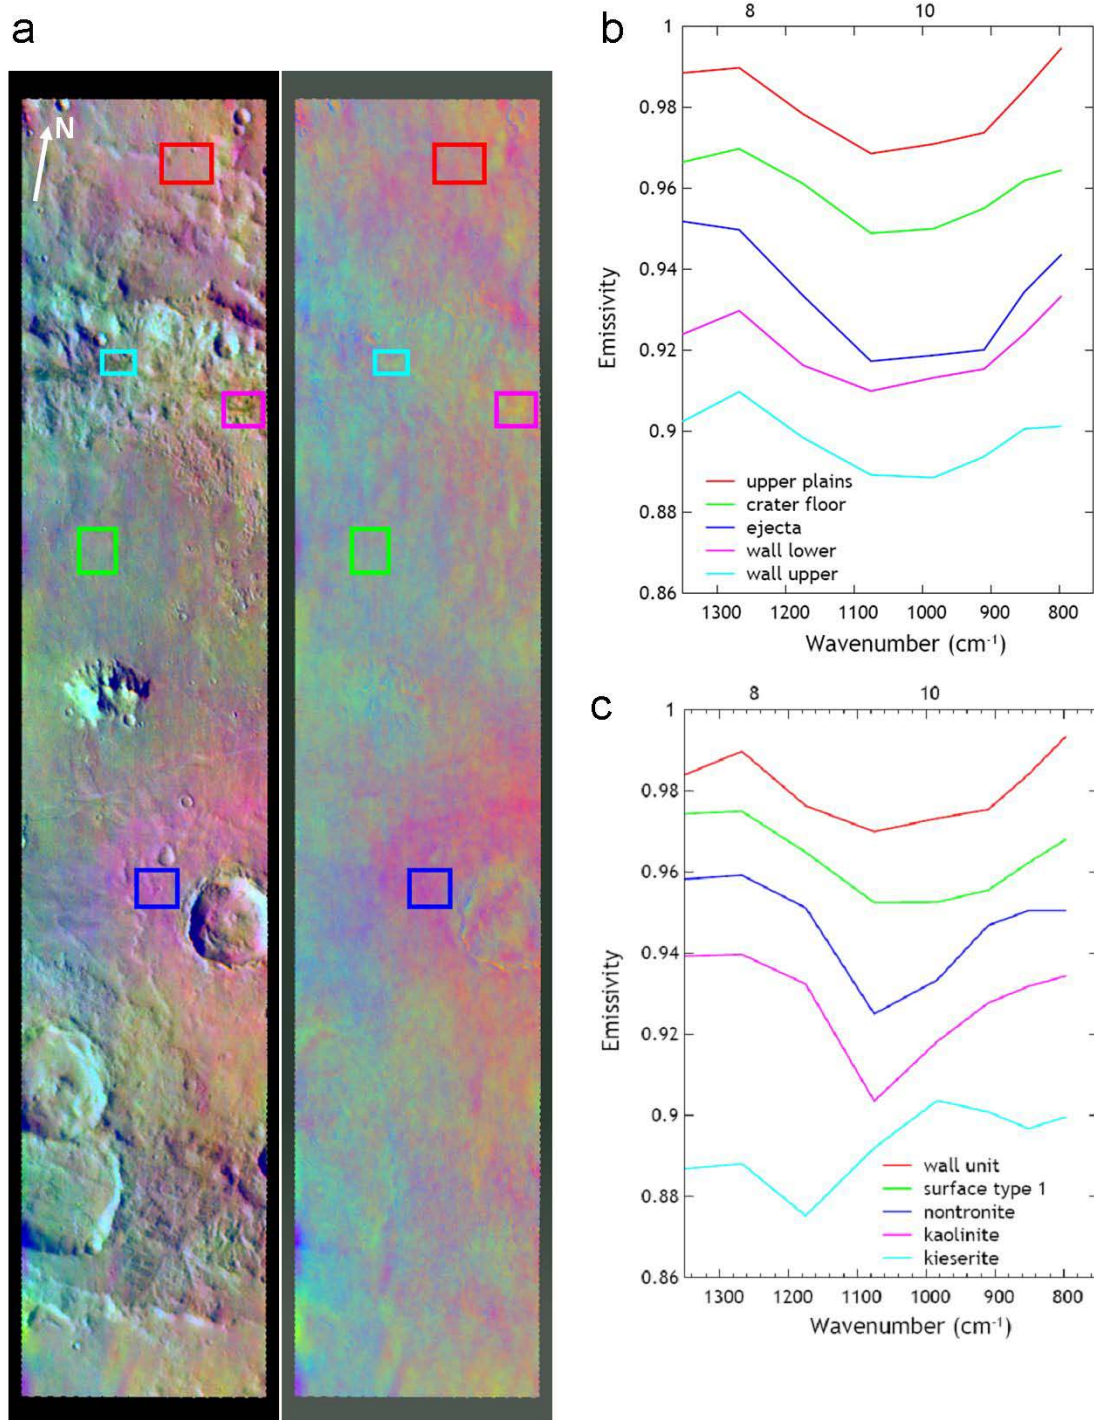 a
N
b
8 10
1
0.98
0.96
0.94
0.92
0.9
0.88
0.86
Emissivity
upper plains
crater floor
ejecta
wall lower
wall upper
1300 1200 1100 1000 900 800
Wavenumber (cm⁻¹)
c
8 10
1
0.98
0.96
0.94
0.92
0.9
0.88
0.86
Emissivity
wall unit
surface type 1
nontronite
kaolinite
kieserite
1300 1200 1100 1000 900 800
Wavenumber (cm⁻¹)